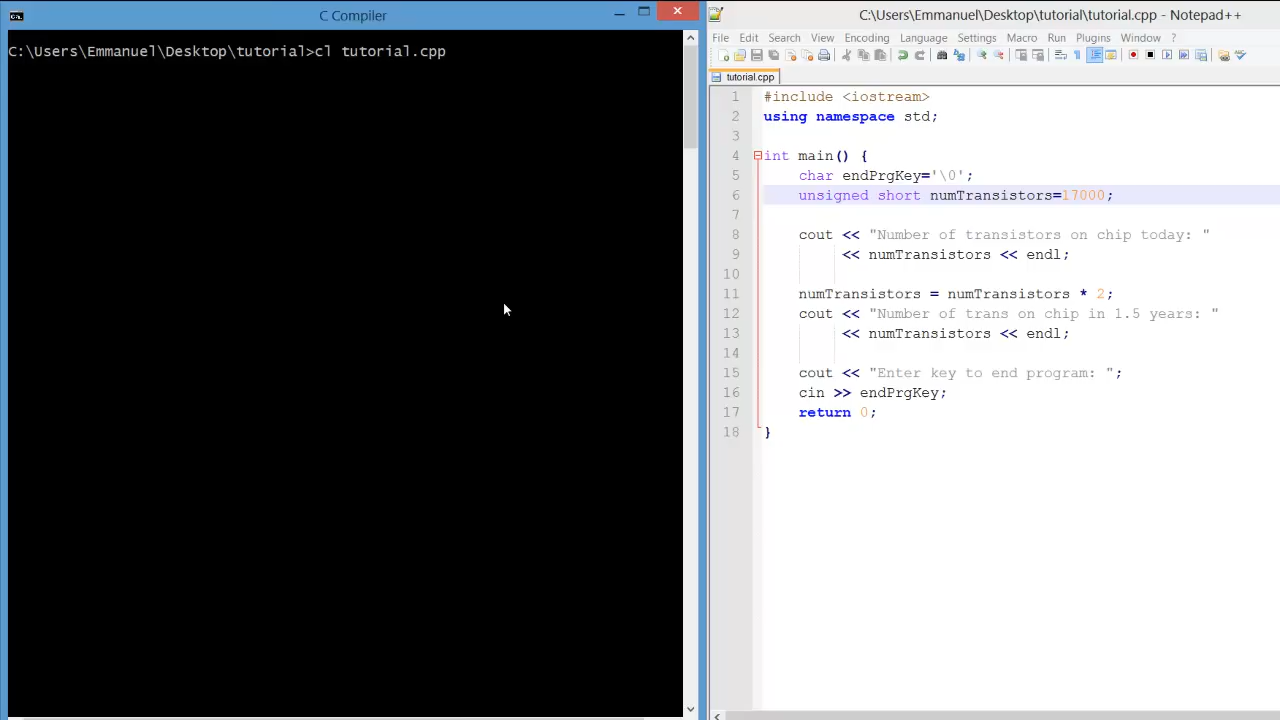 C Compiler
C:\Users\Emmanuel\Desktop\tutorial>cl tutorial.cpp
C:\Users\Emmanuel\Desktop\tutorial\tutorial.cpp - Notepad++
File Edit Search View Encoding Language Settings Macro Run Plugins Window ?
tutorial.cpp
1 #include <iostream>
2 using namespace std;
3
4 int main() {
5 char endPrgKey='\0';
6 unsigned short numTransistors=17000;
7
8 cout << "Number of transistors on chip today: "
9 << numTransistors << endl;
10
11 numTransistors = numTransistors * 2;
12 cout << "Number of trans on chip in 1.5 years: "
13 << numTransistors << endl;
14
15 cout << "Enter key to end program: ";
16 cin >> endPrgKey;
17 return 0;
18 }